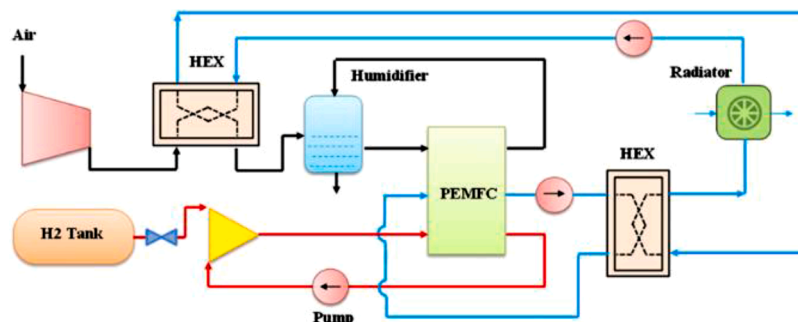 Air
HEX
Humidifier
Radiator
HEX
PEMFC
H2 Tank
Pump